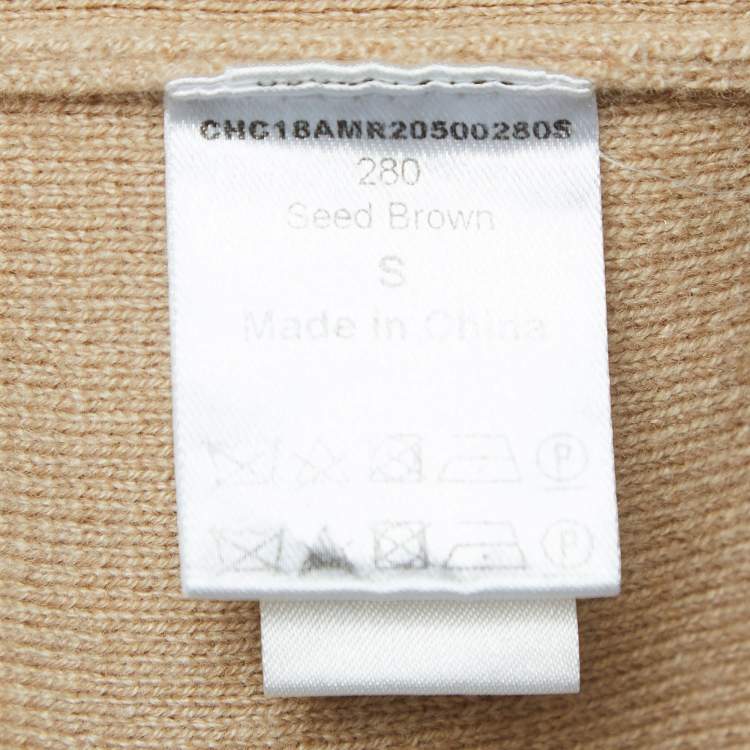 CHC18AMR20500280S
280
Seed Brown
S
Made in China
P
P